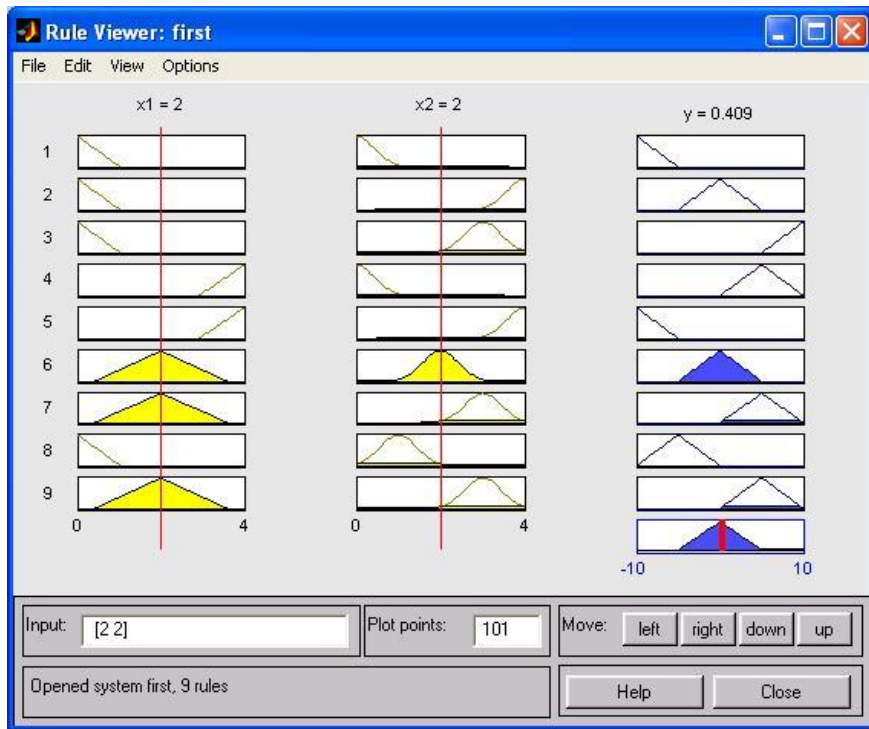 Rule Viewer: first
File Edit View Options
x1 = 2 x2 = 2 y = 0.409
1
2
3
4
5
6
7
8
9
0 4 0 4
-10 10
Input: [2 2] Plot points: 101 Move: left right down up
Opened system first, 9 rules Help Close